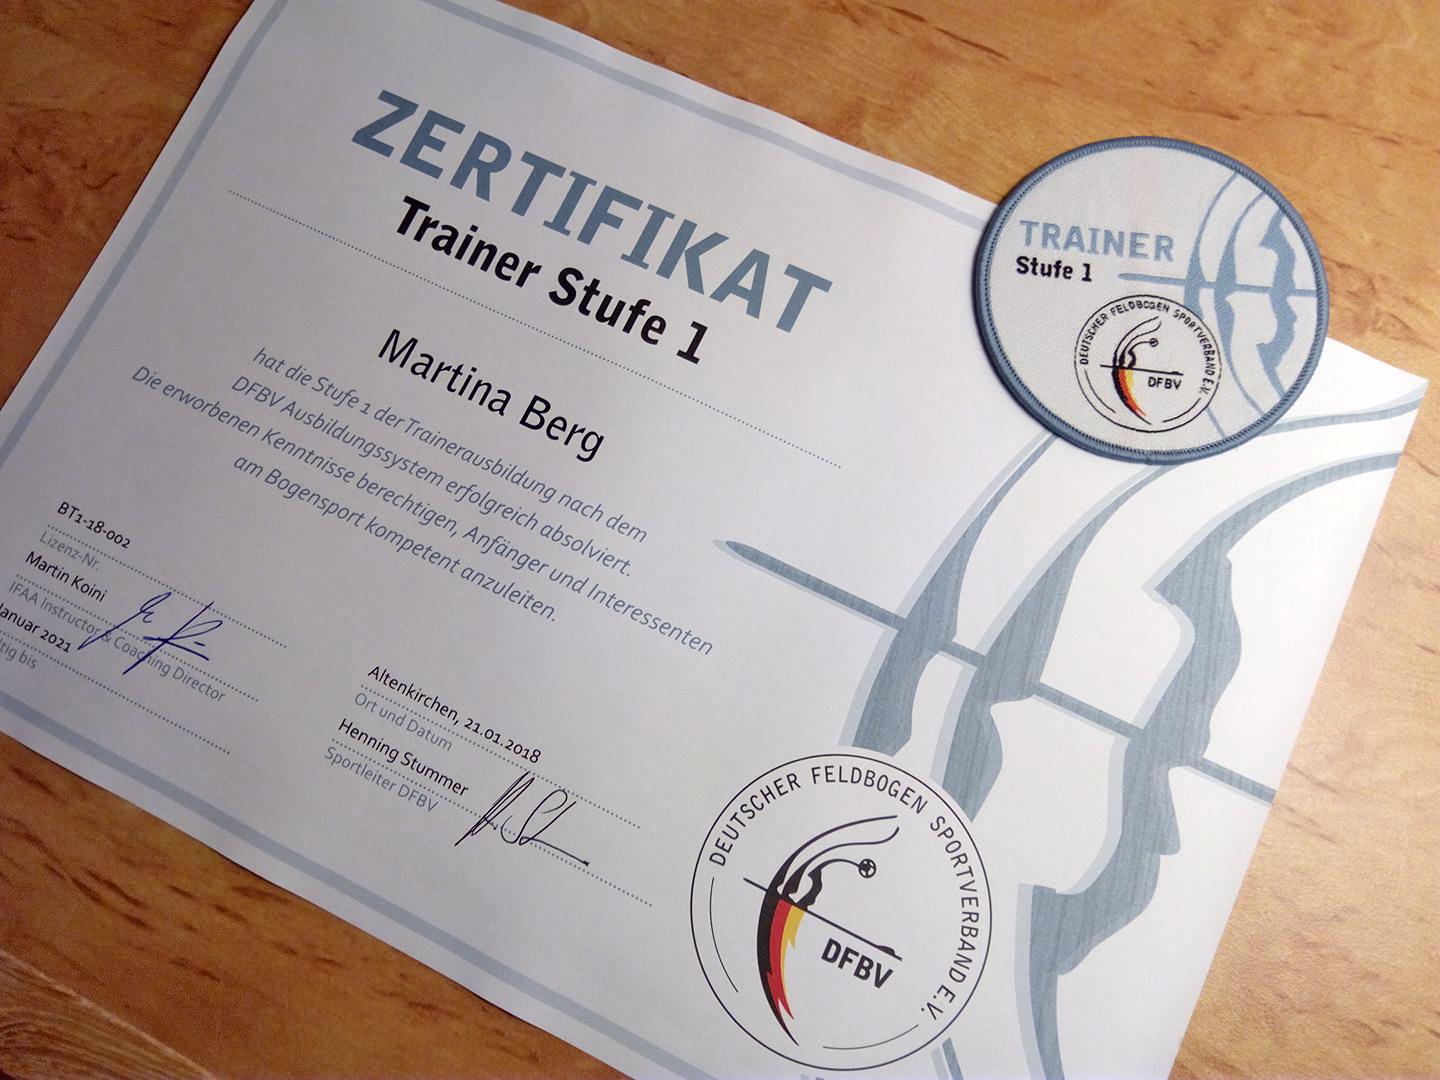 ZERTIFIKAT
Trainer Stufe 1
Martina Berg
hat die Stufe 1 der Trainerausbildung nach dem
DFBV Ausbildungssystem erfolgreich absolviert.
Die erworbenen Kenntnisse berechtigen, Anfänger und Interessenten
am Bogensport kompetent anzuleiten.
BT1-18-002
Lizenz-Nr.
Martin Koini
IFAA Instructor & Coaching Director
anuar 2021
tig bis
Altenkirchen, 21.01.2018
Ort und Datum
Henning Stummer
Sportleiter DFBV
DEUTSCHER FELDBOGEN SPORTVERBAND E.V.
DFBV
TRAINER
Stufe 1
DEUTSCHER FELDBOGEN SPORTVERBAND E.V.
DFBV